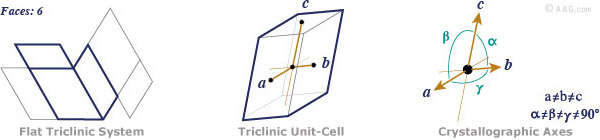 Faces: 6
© AAG.com
c
b
a
c
β
α
b
a
γ
a≠b≠c
α≠β≠γ≠90°
Flat Triclinic System
Triclinic Unit-Cell
Crystallographic Axes